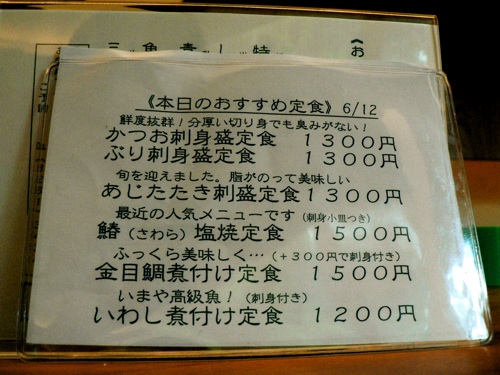 《本日のおすすめ定食》6/12
鮮度抜群!分厚い切り身でも臭みがない!
かつお刺身盛定食 1300円
ぶり刺身盛定食 1300円
旬を迎えました。脂がのって美味しい
あじたたき刺盛定食1300円
最近の人気メニューです(刺身小皿つき)
鰆(さわら)塩焼定食 1500円
ふっくら美味しく…(+300円で刺身付き)
金目鯛煮付け定食 1500円
いまや高級魚!(刺身付き)
いわし煮付け定食 1200円